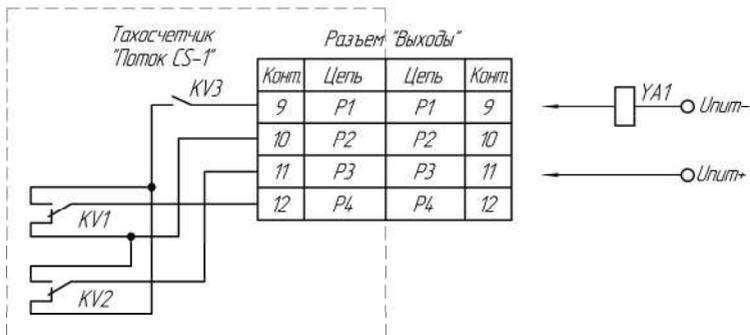 Тахосчетчик
"Поток CS-1"
Разъем "Выходы"
KV3
Конт. Цепь Цепь Конт.
9 P1 P1 9
10 P2 P2 10
11 P3 P3 11
12 P4 P4 12
YA1
Uпит-
Uпит+
KV1
KV2